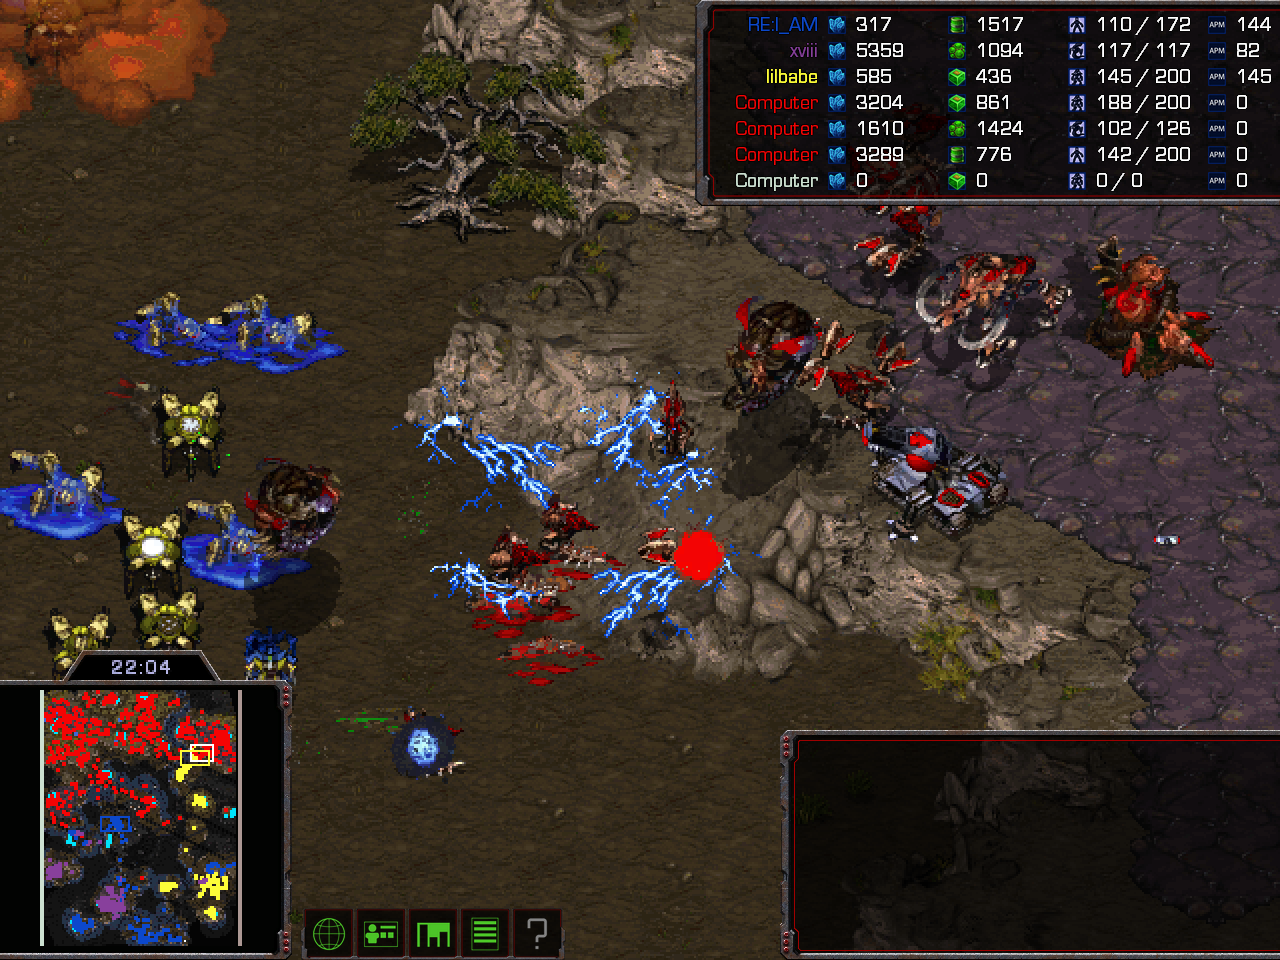 RE:I_AM 317 1517 110 / 172 APM 144
xviii 5359 1094 117 / 117 APM 82
lilbabe 585 436 145 / 200 APM 145
Computer 3204 861 188 / 200 APM 0
Computer 1610 1424 102 / 126 APM 0
Computer 3289 776 142 / 200 APM 0
Computer 0 0 0 / 0 APM 0
22:04
?